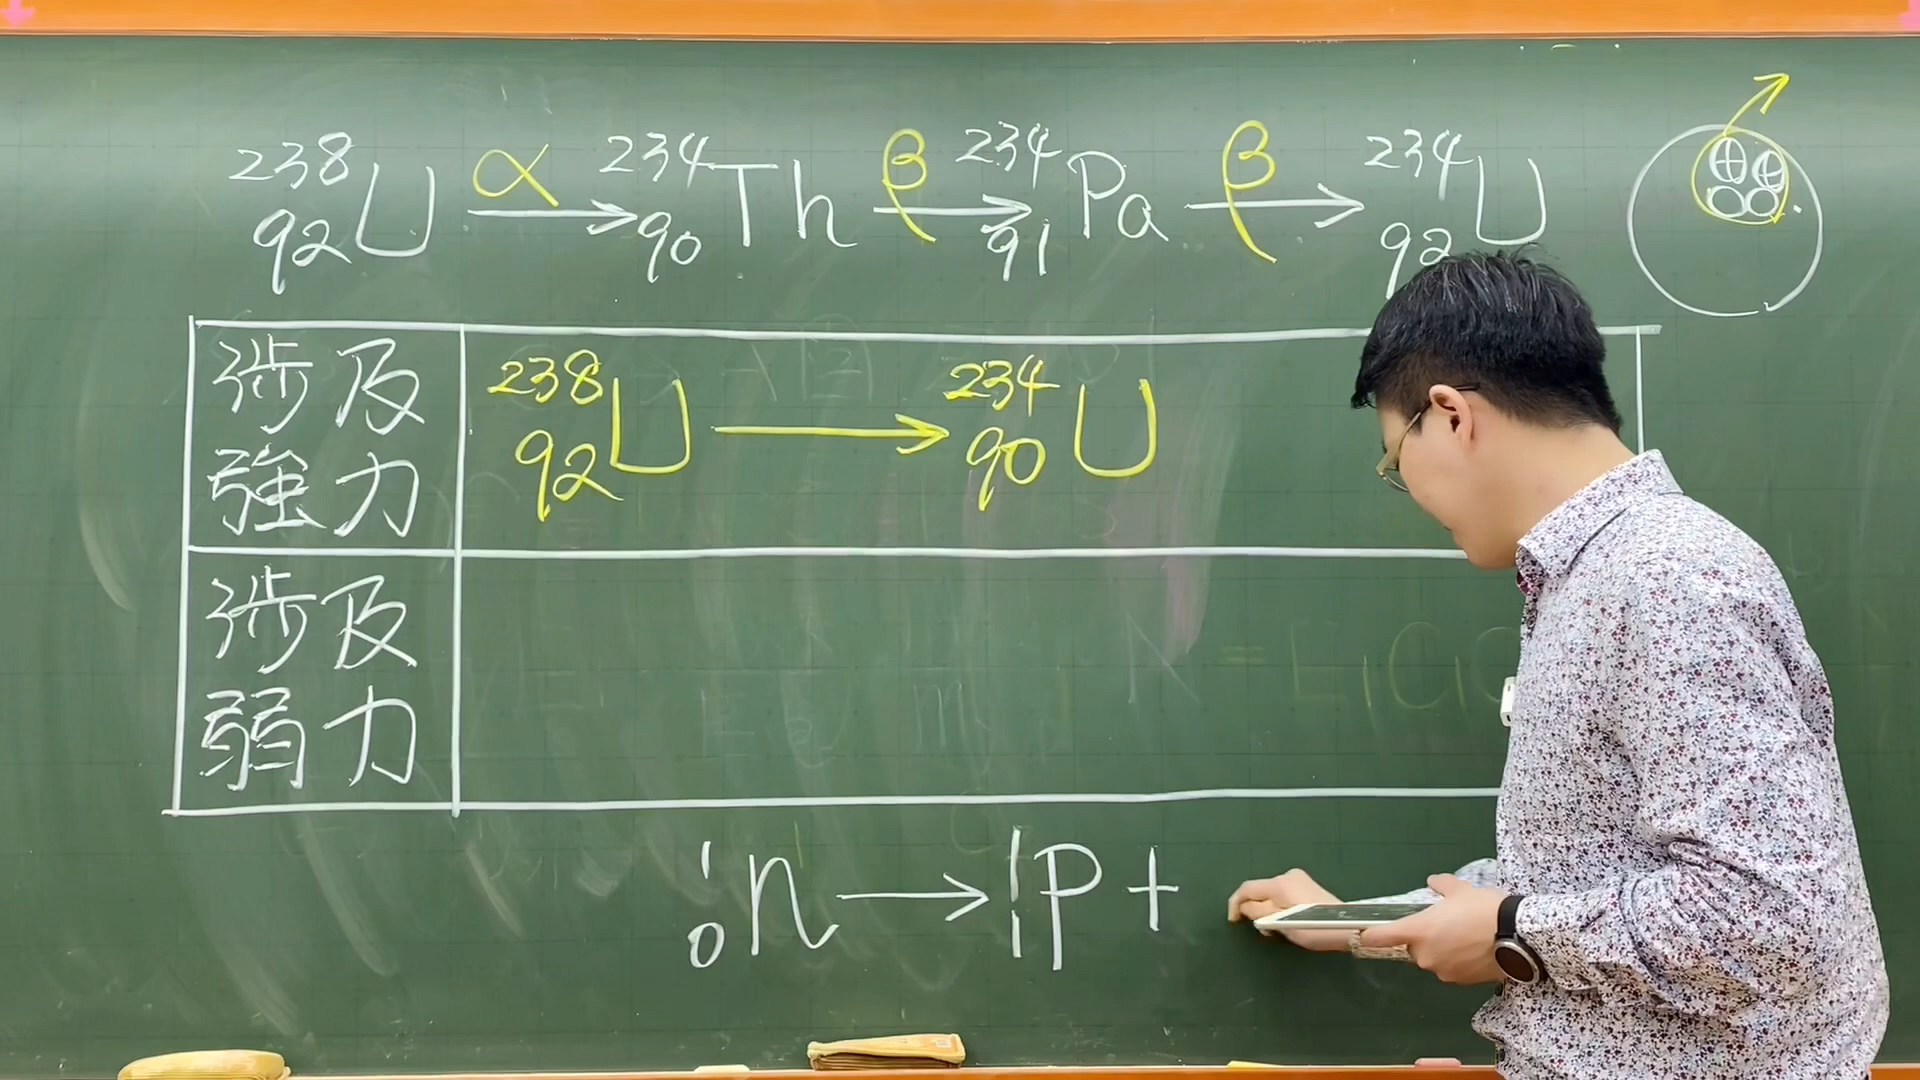 ²³⁸₉₂U —α→ ²³⁴₉₀Th —β→ ²³⁴₉₁Pa —β→ ²³⁴₉₂U
涉及
強力
²³⁸₉₂U → ²³⁴₉₀U
涉及
弱力
¹₀n → ¹₁P +